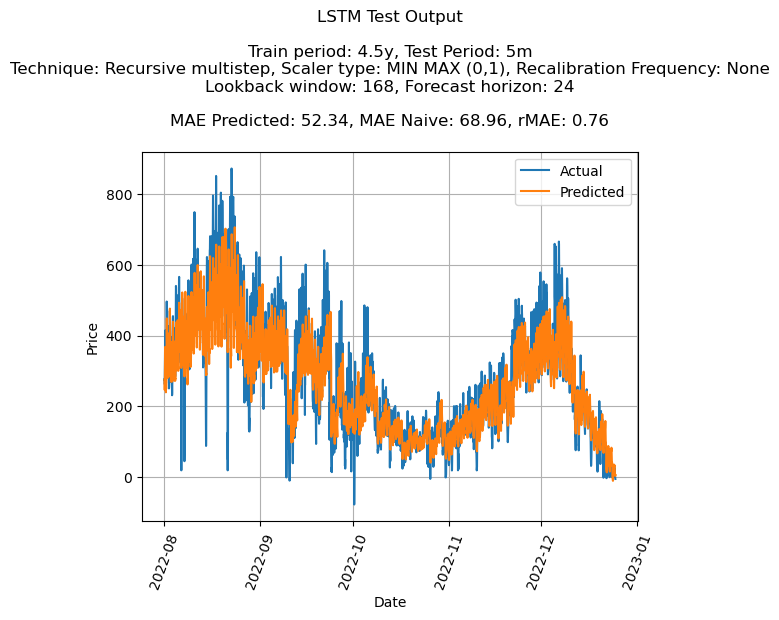 LSTM Test Output
Train period: 4.5y, Test Period: 5m
Technique: Recursive multistep, Scaler type: MIN MAX (0,1), Recalibration Frequency: None
Lookback window: 168, Forecast horizon: 24
MAE Predicted: 52.34, MAE Naive: 68.96, rMAE: 0.76
Actual
Predicted
800
600
400
200
0
Price
2022-08
2022-09
2022-10
2022-11
2022-12
2023-01
Date